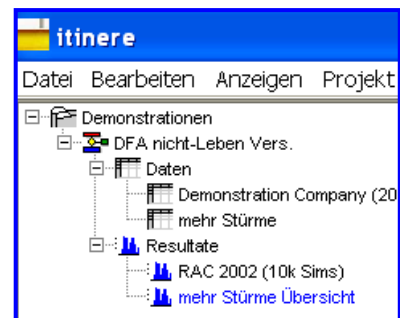 itinere
Datei Bearbeiten Anzeigen Projekt
Demonstrationen
DFA nicht-Leben Vers.
Daten
Demonstration Company (20
mehr Stürme
Resultate
RAC 2002 (10k Sims)
mehr Stürme Übersicht